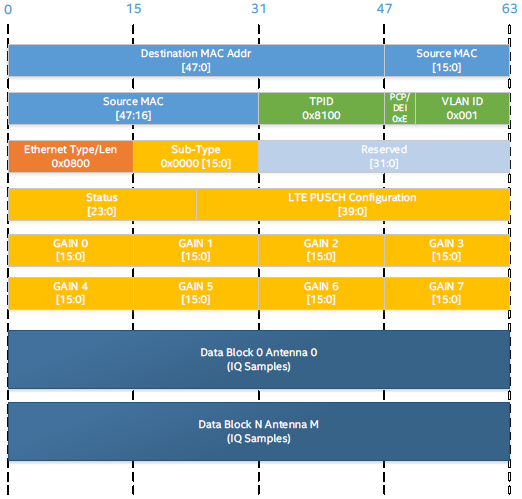 0 15 31 47 63
Destination MAC Addr
[47:0]
Source MAC
[15:0]
Source MAC
[47:16]
TPID
0x8100
PCP/
DEI
0xE
VLAN ID
0x001
Ethernet Type/Len
0x0800
Sub-Type
0x0000 [15:0]
Reserved
[31:0]
Status
[23:0]
LTE PUSCH Configuration
[39:0]
GAIN 0
[15:0]
GAIN 1
[15:0]
GAIN 2
[15:0]
GAIN 3
[15:0]
GAIN 4
[15:0]
GAIN 5
[15:0]
GAIN 6
[15:0]
GAIN 7
[15:0]
Data Block 0 Antenna 0
(IQ Samples)
Data Block N Antenna M
(IQ Samples)